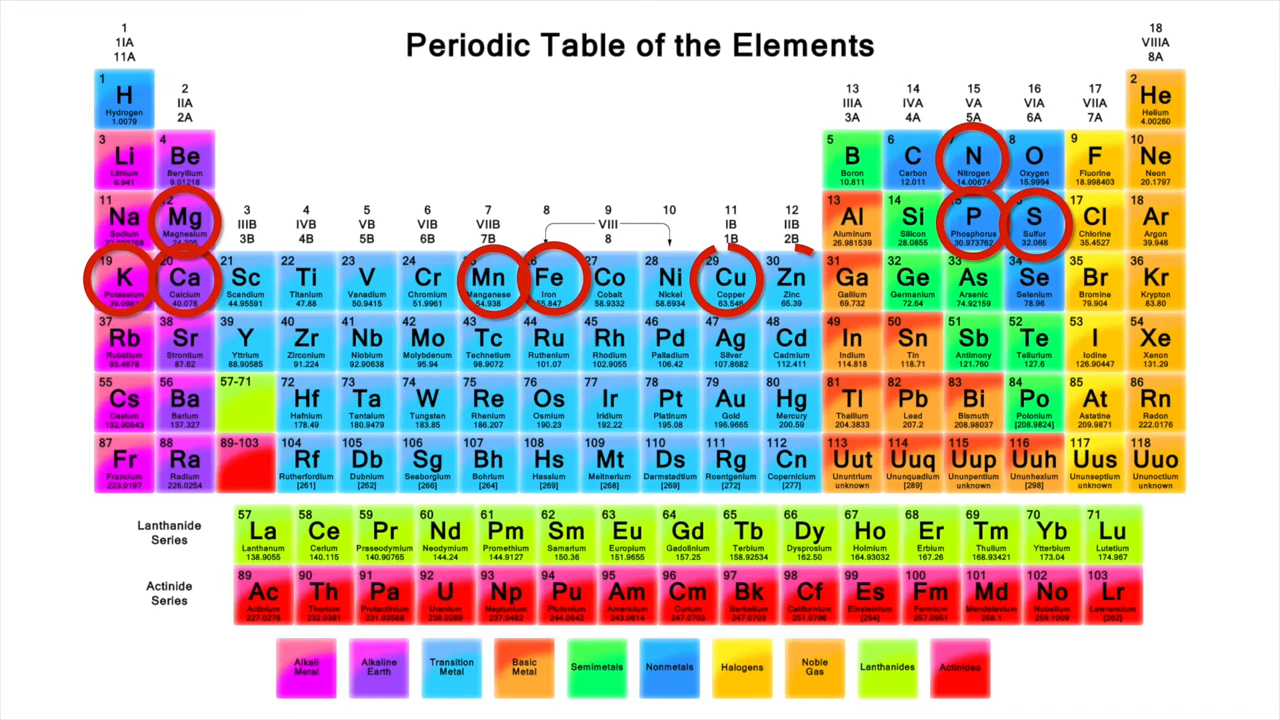 Periodic Table of the Elements
1 18
1IA VIIIA
11A 8A
1 2 13 14 15 16 17 2
H IIA IIIA IVA VA VIA VIIA He
Hydrogen 2A 3A 4A 5A 6A 7A Helium
1.0079 4.00260
3 4 5 6 8 9 10
Li Be B C N O F Ne
Lithium Beryllium Boron Carbon Nitrogen Oxygen Fluorine Neon
6.941 9.01218 10.811 12.011 14.00674 15.9994 18.998403 20.1797
11 12 3 4 5 6 7 8 9 10 11 12 13 14 15 17 18
Na Mg IIIB IVB VB VIB VIIB VIII IB IIB Al Si P S Cl Ar
Sodium Magnesium 3B 4B 5B 6B 7B 8 1B 2B Aluminum Silicon Phosphorus Sulfur Chlorine Argon
24.305 26.981539 28.0855 30.973762 32.066 35.4527 39.948
19 20 21 22 23 24 27 28 29 30 31 32 33 34 35 36
K Ca Sc Ti V Cr Mn Fe Co Ni Cu Zn Ga Ge As Se Br Kr
Potassium Calcium Scandium Titanium Vanadium Chromium Manganese Iron Cobalt Nickel Copper Zinc Gallium Germanium Arsenic Selenium Bromine Krypton
39.0983 40.078 44.95591 47.88 50.9415 51.9961 54.938 55.847 58.9332 58.6934 63.546 65.39 69.732 72.64 74.92159 78.96 79.904 83.80
37 38 39 40 41 42 43 44 45 46 47 48 49 50 51 52 53 54
Rb Sr Y Zr Nb Mo Tc Ru Rh Pd Ag Cd In Sn Sb Te I Xe
Rubidium Strontium Yttrium Zirconium Niobium Molybdenum Technetium Ruthenium Rhodium Palladium Silver Cadmium Indium Tin Antimony Tellurium Iodine Xenon
85.4678 87.62 88.90585 91.224 92.90638 95.94 98.9072 101.07 102.9055 106.42 107.8682 112.411 114.818 118.71 121.760 127.6 126.90447 131.29
55 56 57-71 72 73 74 75 76 77 78 79 80 81 82 83 84 85 86
Cs Ba Hf Ta W Re Os Ir Pt Au Hg Tl Pb Bi Po At Rn
Cesium Barium Hafnium Tantalum Tungsten Rhenium Osmium Iridium Platinum Gold Mercury Thallium Lead Bismuth Polonium Astatine Radon
132.90543 137.327 178.49 180.9479 183.85 186.207 190.23 192.22 195.08 196.9665 200.59 204.3833 207.2 208.98037 [208.9824] 209.9871 222.0176
87 88 89-103 104 105 106 107 108 109 110 111 112 113 114 115 116 117 118
Fr Ra Rf Db Sg Bh Hs Mt Ds Rg Cn Uut Uuq Uup Uuh Uus Uuo
Francium Radium Rutherfordium Dubnium Seaborgium Bohrium Hassium Meitnerium Darmstadtium Roentgenium Copernicium Ununtrium Ununquadium Ununpentium Ununhexium Ununseptium Ununoctium
223.0197 226.0254 [261] [262] [266] [264] [269] [268] [269] [272] [277] unknown [289] unknown [298] unknown unknown
57 58 59 60 61 62 63 64 65 66 67 68 69 70 71
Lanthanide La Ce Pr Nd Pm Sm Eu Gd Tb Dy Ho Er Tm Yb Lu
Series Lanthanum Cerium Praseodymium Neodymium Promethium Samarium Europium Gadolinium Terbium Dysprosium Holmium Erbium Thulium Ytterbium Lutetium
138.9055 140.115 140.90765 144.24 144.9127 150.36 151.9655 157.25 158.92534 162.50 164.93032 167.26 168.93421 173.04 174.967
89 90 91 92 93 94 95 96 97 98 99 100 101 102 103
Actinide Ac Th Pa U Np Pu Am Cm Bk Cf Es Fm Md No Lr
Series Actinium Thorium Protactinium Uranium Neptunium Plutonium Americium Curium Berkelium Californium Einsteinium Fermium Mendelevium Nobelium Lawrencium
227.0278 232.0381 231.03588 238.0289 237.0482 244.0642 243.0614 247.0703 247.0703 251.0796 [254] 257.0951 258.1 259.1009 [262]
Alkali Alkaline Transition Basic Semimetals Nonmetals Halogens Noble Lanthanides Actinides
Metal Earth Metal Metal Gas